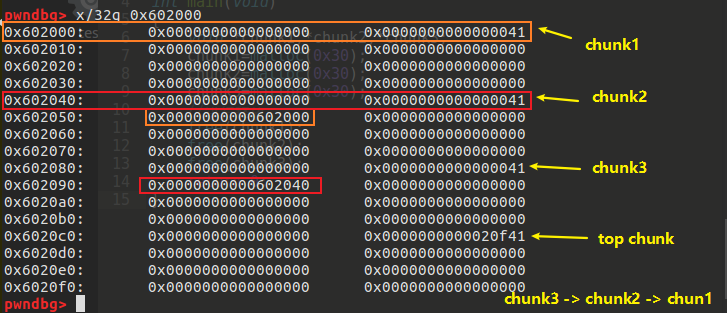 pwndbg> x/32g 0x602000
0x602000: 0x0000000000000000 0x0000000000000041 chunk1
0x602010: 0x0000000000000000 0x0000000000000000
0x602020: 0x0000000000000000 0x0000000000000000
0x602030: 0x0000000000000000 0x0000000000000000
0x602040: 0x0000000000000000 0x0000000000000041 chunk2
0x602050: 0x0000000000602000 0x0000000000000000
0x602060: 0x0000000000000000 0x0000000000000000
0x602070: 0x0000000000000000 0x0000000000000000
0x602080: 0x0000000000000000 0x0000000000000041 chunk3
0x602090: 0x0000000000602040 0x0000000000000000
0x6020a0: 0x0000000000000000 0x0000000000000000
0x6020b0: 0x0000000000000000 0x0000000000000000
0x6020c0: 0x0000000000000000 0x0000000000020f41 top chunk
0x6020d0: 0x0000000000000000 0x0000000000000000
0x6020e0: 0x0000000000000000 0x0000000000000000
0x6020f0: 0x0000000000000000 0x0000000000000000
pwndbg>
chunk3 -> chunk2 -> chun1